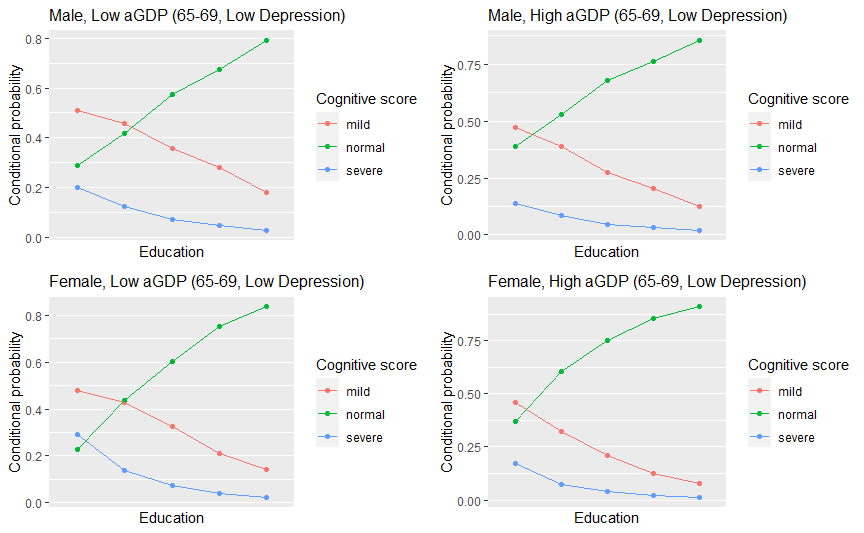 Male, Low aGDP (65-69, Low Depression)
Conditional probability
0.8
0.6
0.4
0.2
0.0
Education
Cognitive score
mild
normal
severe
Male, High aGDP (65-69, Low Depression)
Conditional probability
0.75
0.50
0.25
0.00
Education
Cognitive score
mild
normal
severe
Female, Low aGDP (65-69, Low Depression)
Conditional probability
0.8
0.6
0.4
0.2
0.0
Education
Cognitive score
mild
normal
severe
Female, High aGDP (65-69, Low Depression)
Conditional probability
0.75
0.50
0.25
0.00
Education
Cognitive score
mild
normal
severe